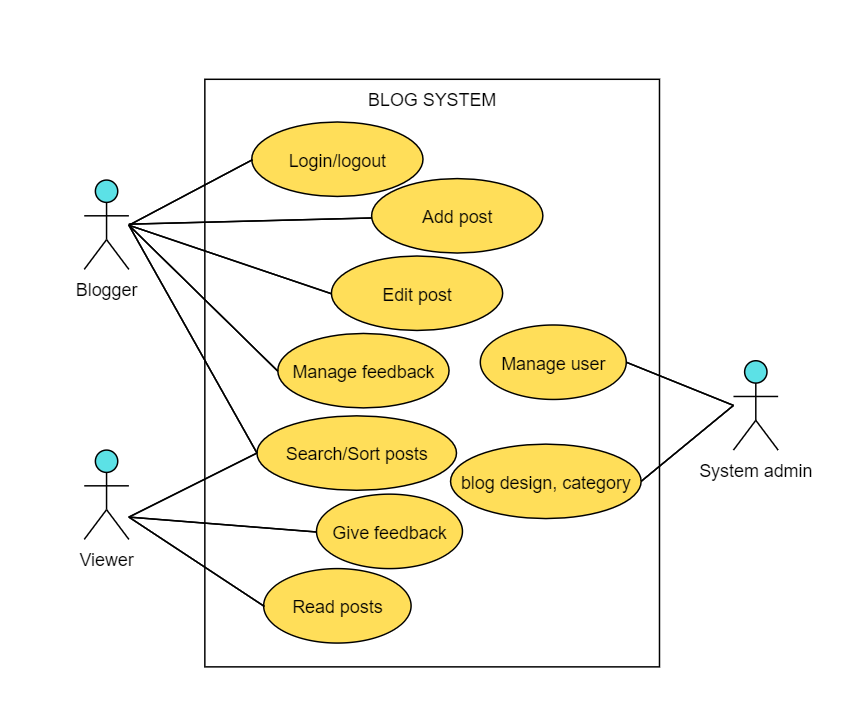 BLOG SYSTEM
Login/logout
Add post
Blogger
Edit post
Manage feedback
Manage user
Search/Sort posts
System admin
blog design, category
Give feedback
Viewer
Read posts